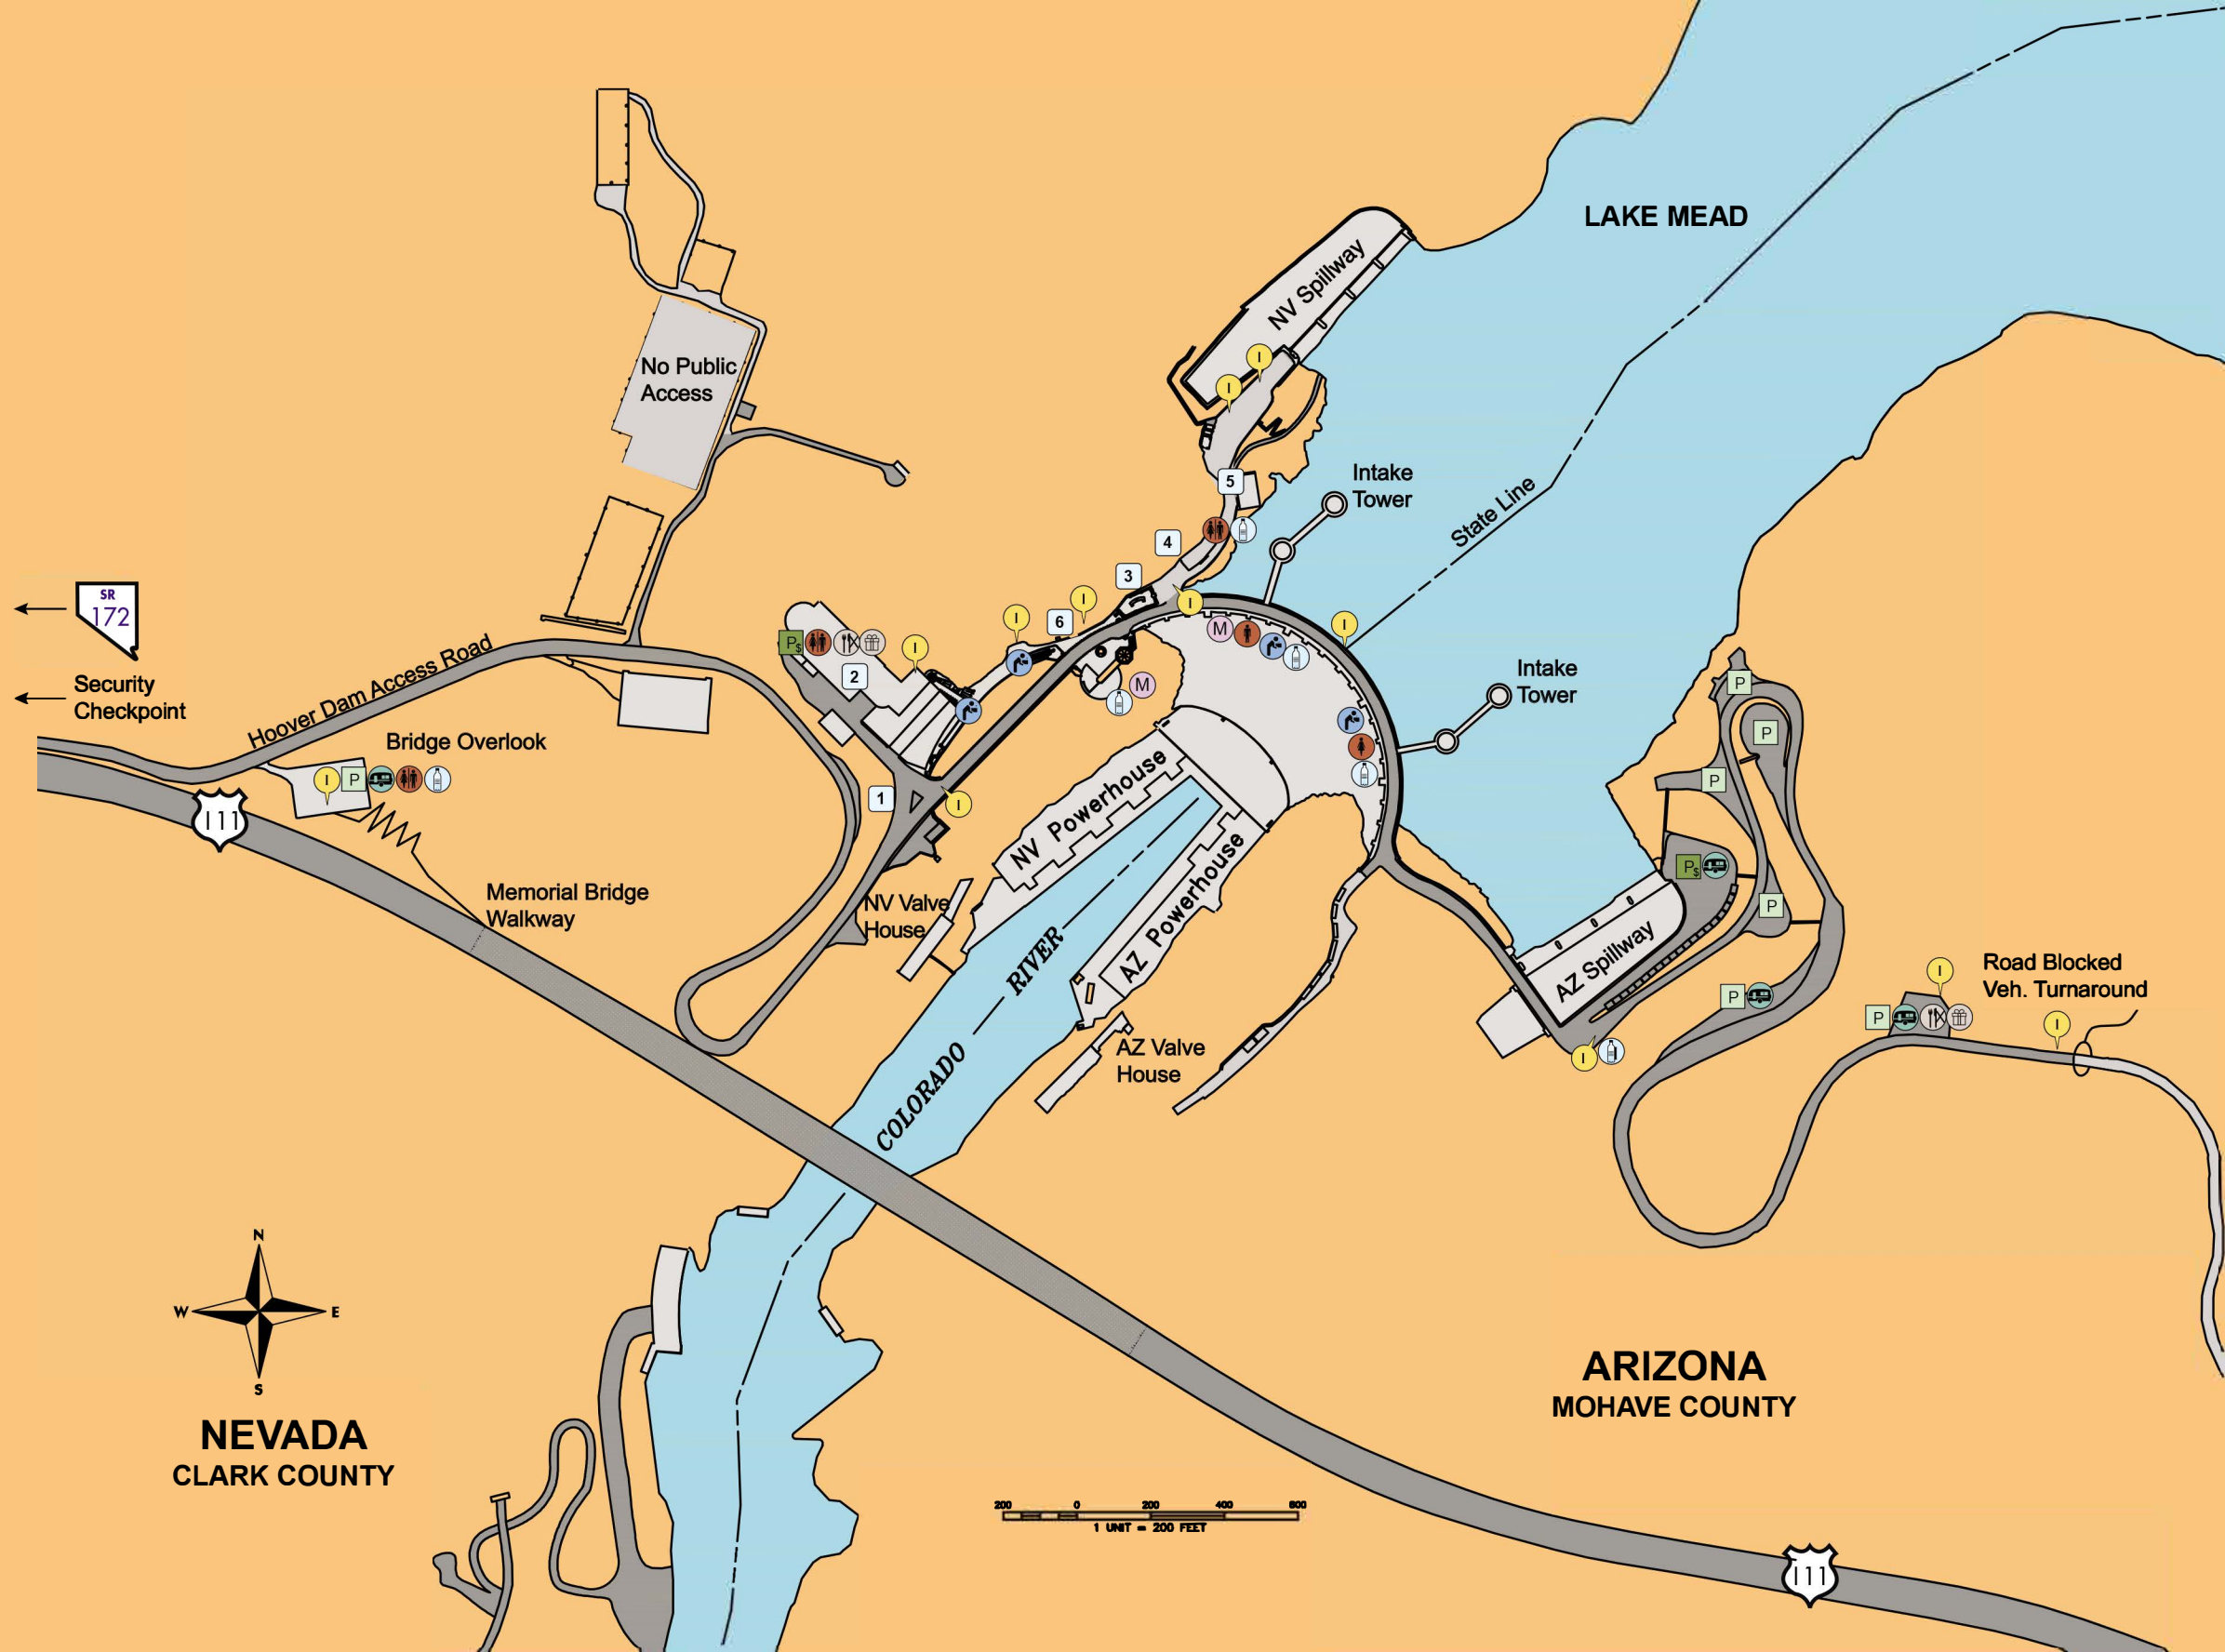 LAKE MEAD
NV Spillway
No Public
Access
I
I
5
Intake
Tower
State Line
4
3
I
I
I
6
I
SR
172
Security
Checkpoint
Hoover Dam Access Road
P$
2
I
M
M
Intake
Tower
P
P
P
Bridge Overlook
I
P
111
1
I
NV Powerhouse
AZ Powerhouse
P$
P
Memorial Bridge
Walkway
NV Valve
House
COLORADO RIVER
AZ Spillway
P
I
Road Blocked
Veh. Turnaround
P
I
I
AZ Valve
House
N
W
E
S
NEVADA
CLARK COUNTY
ARIZONA
MOHAVE COUNTY
200 0 200 400 600
1 UNIT = 200 FEET
111